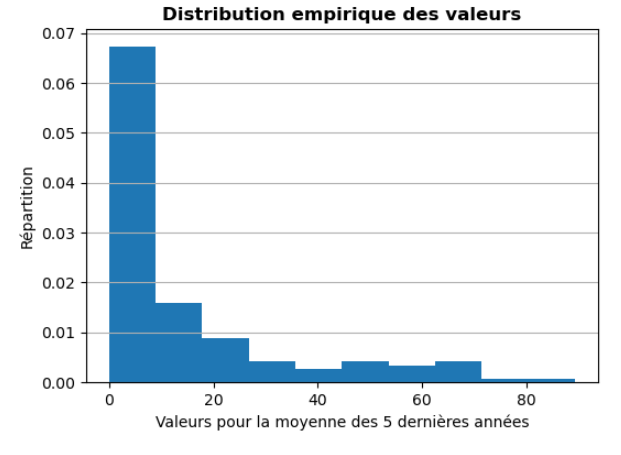 Distribution empirique des valeurs
0.07
0.06
0.05
0.04
0.03
0.02
0.01
0.00
Répartition
0 20 40 60 80
Valeurs pour la moyenne des 5 dernières années